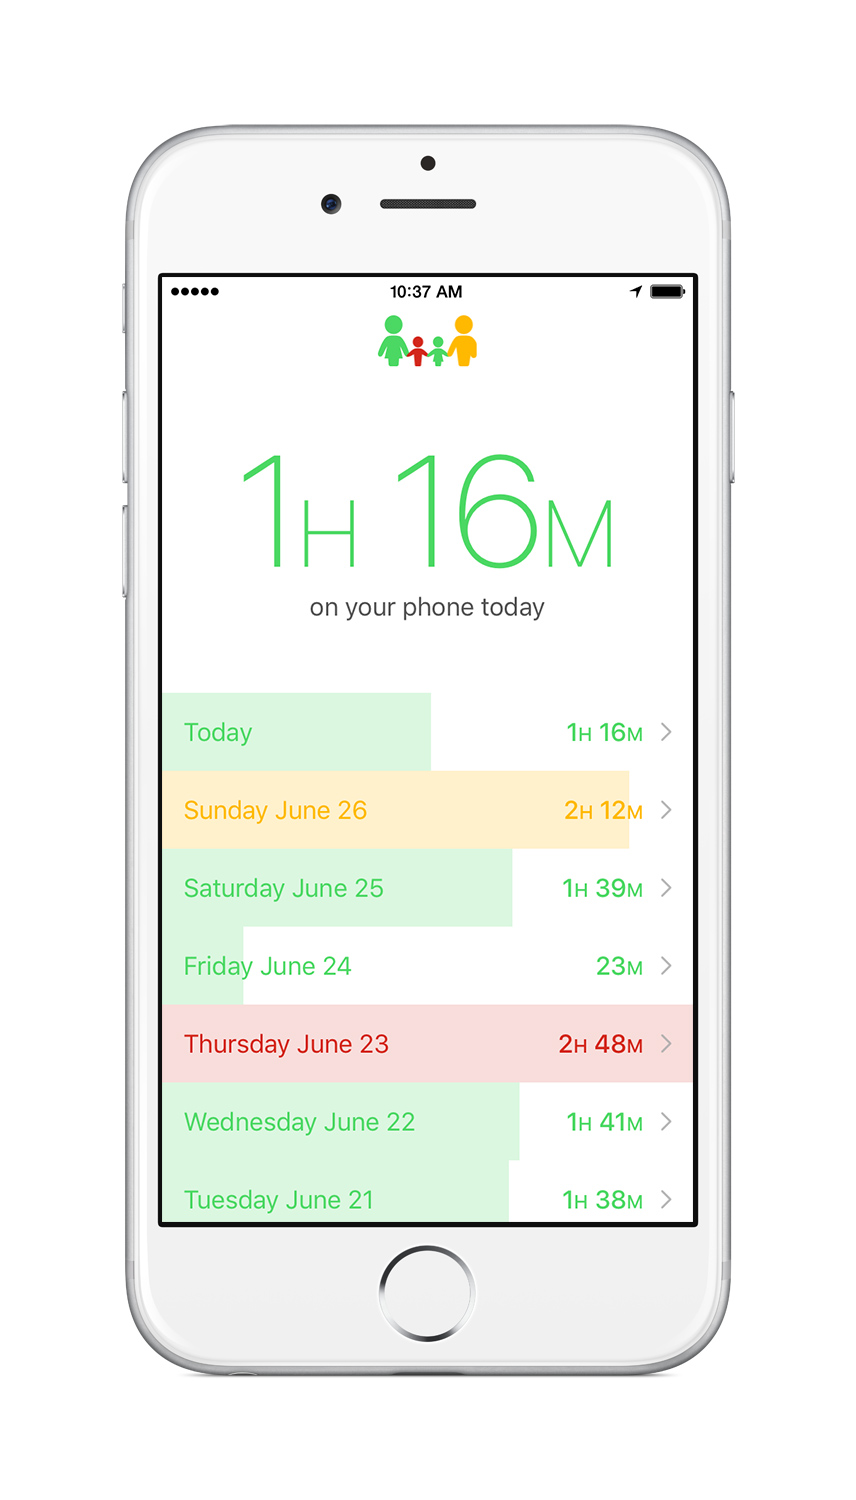 10:37 AM
1H 16M
on your phone today
Today 1H 16M
Sunday June 26 2H 12M
Saturday June 25 1H 39M
Friday June 24 23M
Thursday June 23 2H 48M
Wednesday June 22 1H 41M
Tuesday June 21 1H 38M